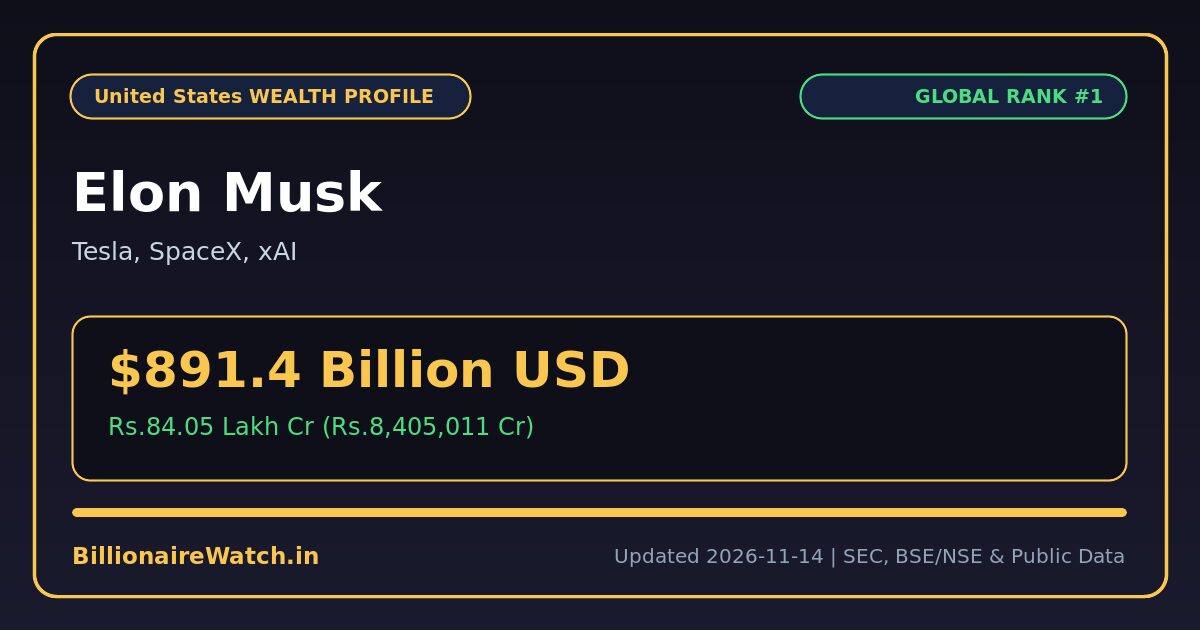 United States WEALTH PROFILE
GLOBAL RANK #1
Elon Musk
Tesla, SpaceX, xAI
$891.4 Billion USD
Rs.84.05 Lakh Cr (Rs.8,405,011 Cr)
BillionaireWatch.in
Updated 2026-11-14 | SEC, BSE/NSE & Public Data